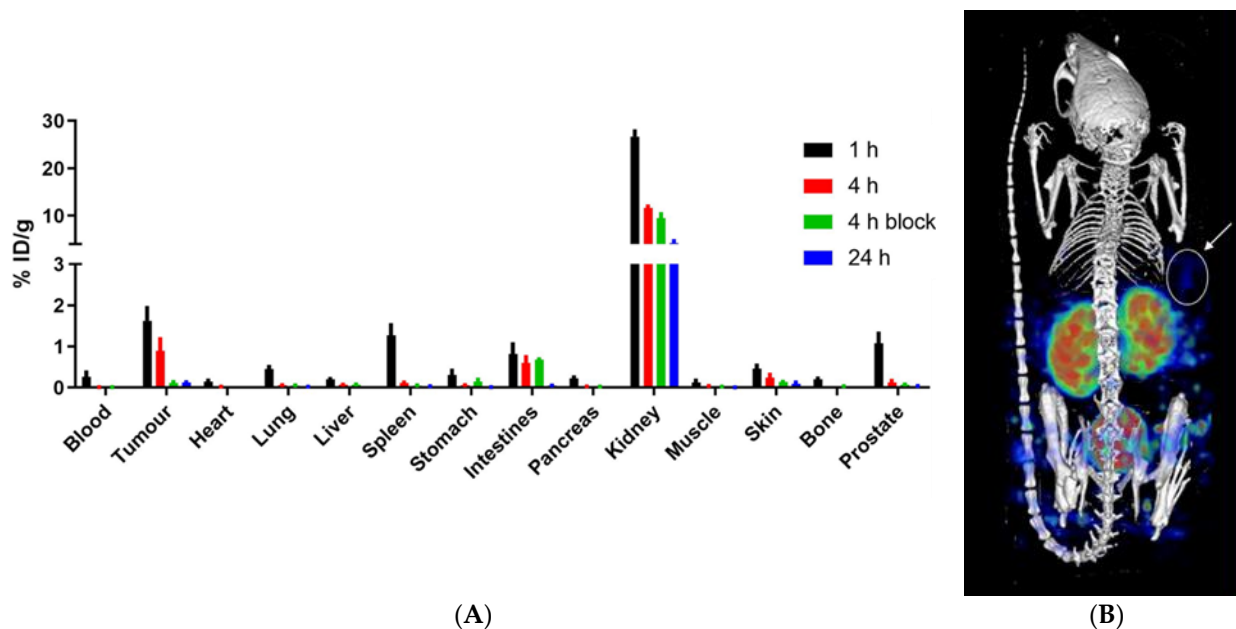 30
20
10
3
2
1
0
% ID/g
1 h
4 h
4 h block
24 h
Blood
Tumour
Heart
Lung
Liver
Spleen
Stomach
Intestines
Pancreas
Kidney
Muscle
Skin
Bone
Prostate
(A)
(B)